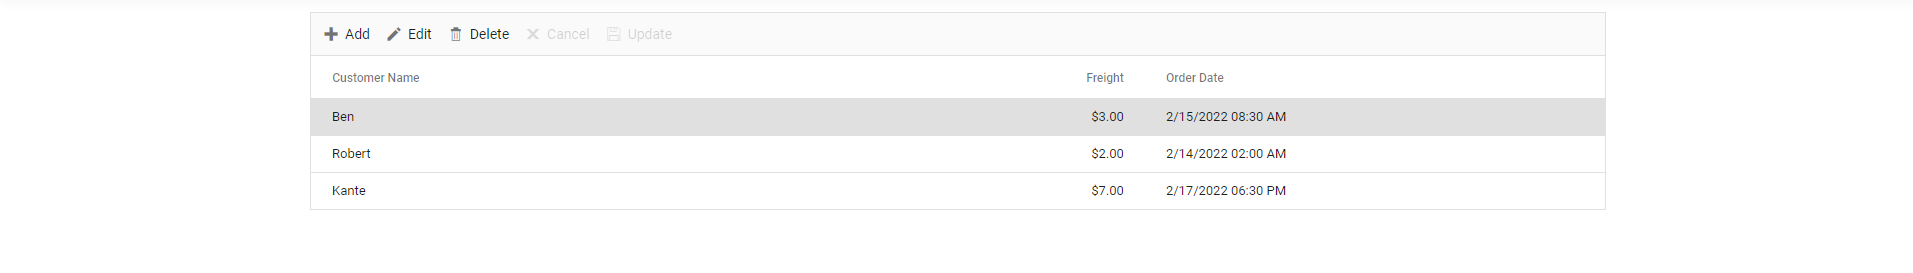 Add Edit Delete Cancel Update
Customer Name Freight Order Date
Ben $3.00 2/15/2022 08:30 AM
Robert $2.00 2/14/2022 02:00 AM
Kante $7.00 2/17/2022 06:30 PM